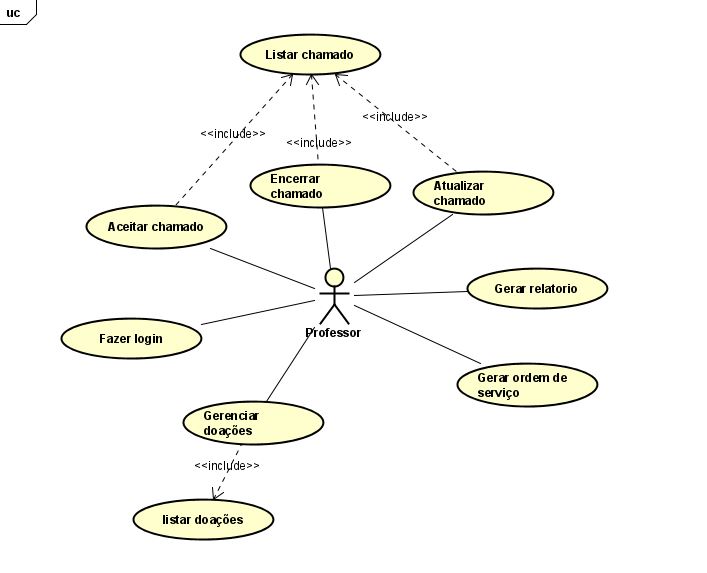 uc
Listar chamado
<<include>>
<<include>>
<<include>>
Encerrar
chamado
Atualizar
chamado
Aceitar chamado
Gerar relatorio
Professor
Fazer login
Gerar ordem de
serviço
Gerenciar
doações
<<include>>
listar doações